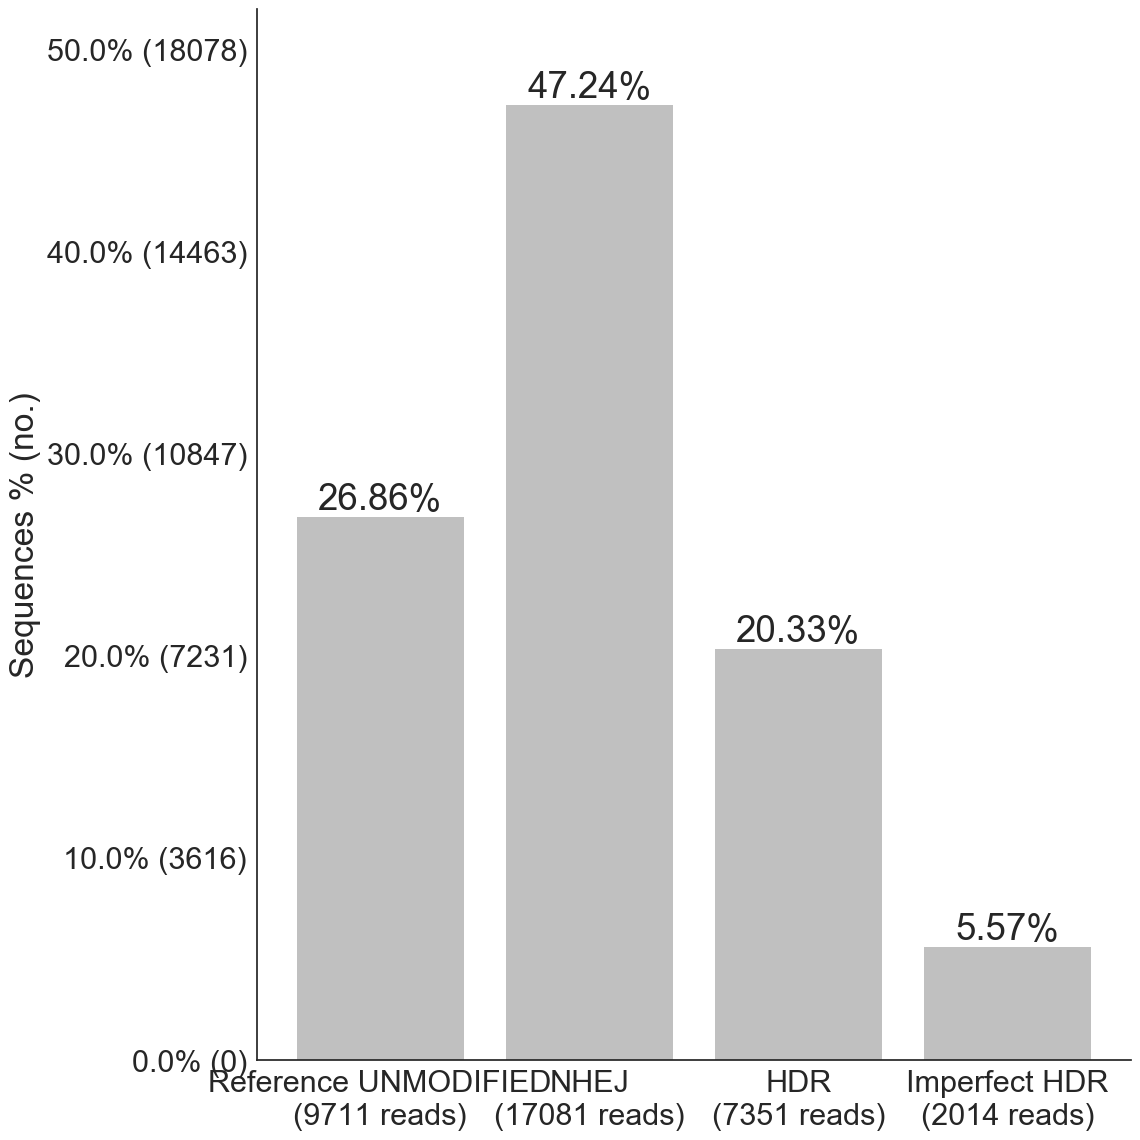 50.0% (18078)
47.24%
40.0% (14463)
30.0% (10847)
26.86%
20.33%
20.0% (7231)
10.0% (3616)
5.57%
0.0% (0)
Sequences % (no.)
Reference UNMODIFIED
(9711 reads)
NHEJ
(17081 reads)
HDR
(7351 reads)
Imperfect HDR
(2014 reads)